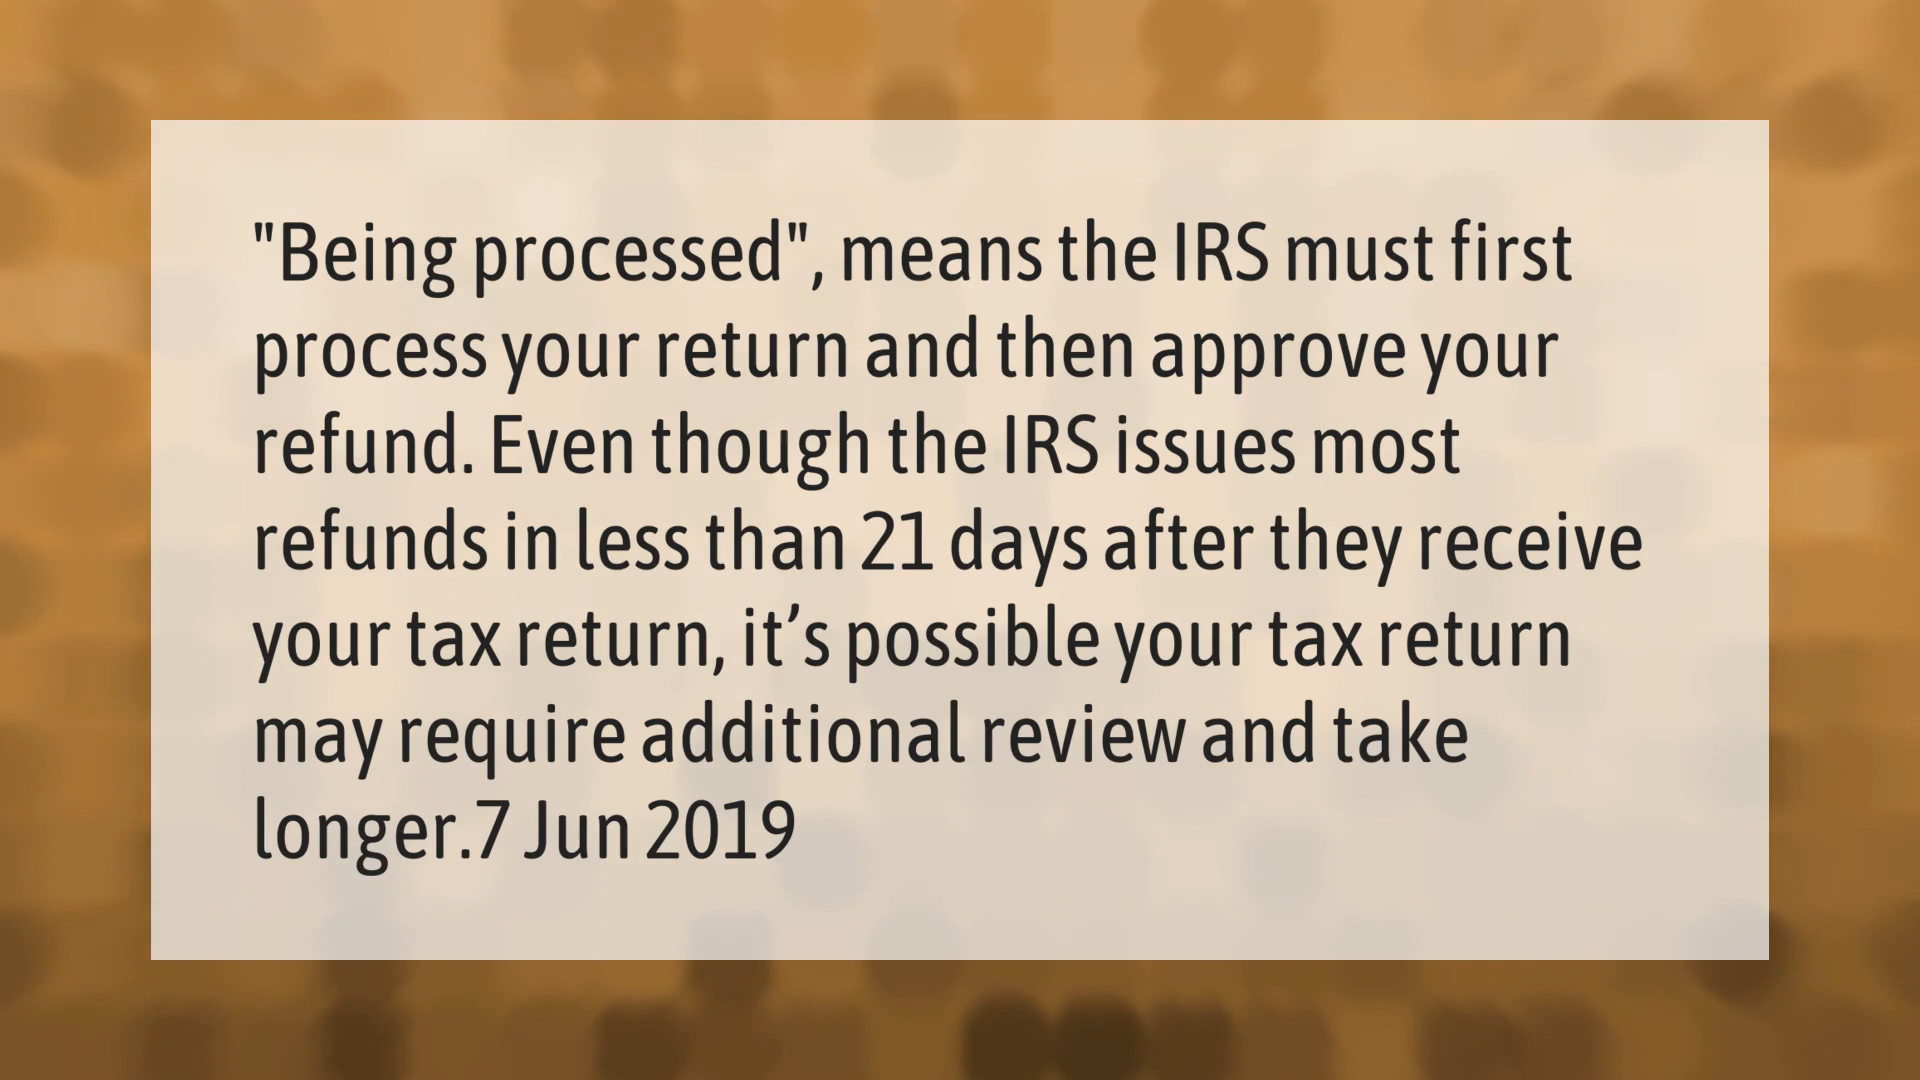 "Being processed", means the IRS must first
process your return and then approve your
refund. Even though the IRS issues most
refunds in less than 21 days after they receive
your tax return, it’s possible your tax return
may require additional review and take
longer.7 Jun 2019